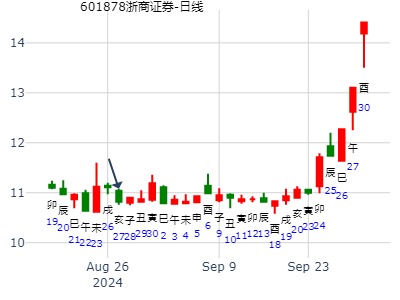 601878浙商证券-日线
14
13
12
11
10
卯 辰 巳 午 未 戌 亥 子 丑 寅 巳 午 未 申 酉 子 丑 寅 卯 辰 酉 戌 亥 寅 卯 辰 巳 午 酉
19 20 21 22 23 26 27 28 29 30 2 3 4 5 6 9 10 11 12 13 18 19 20 23 24 25 26 27 30
Aug 26 Sep 9 Sep 23
2024